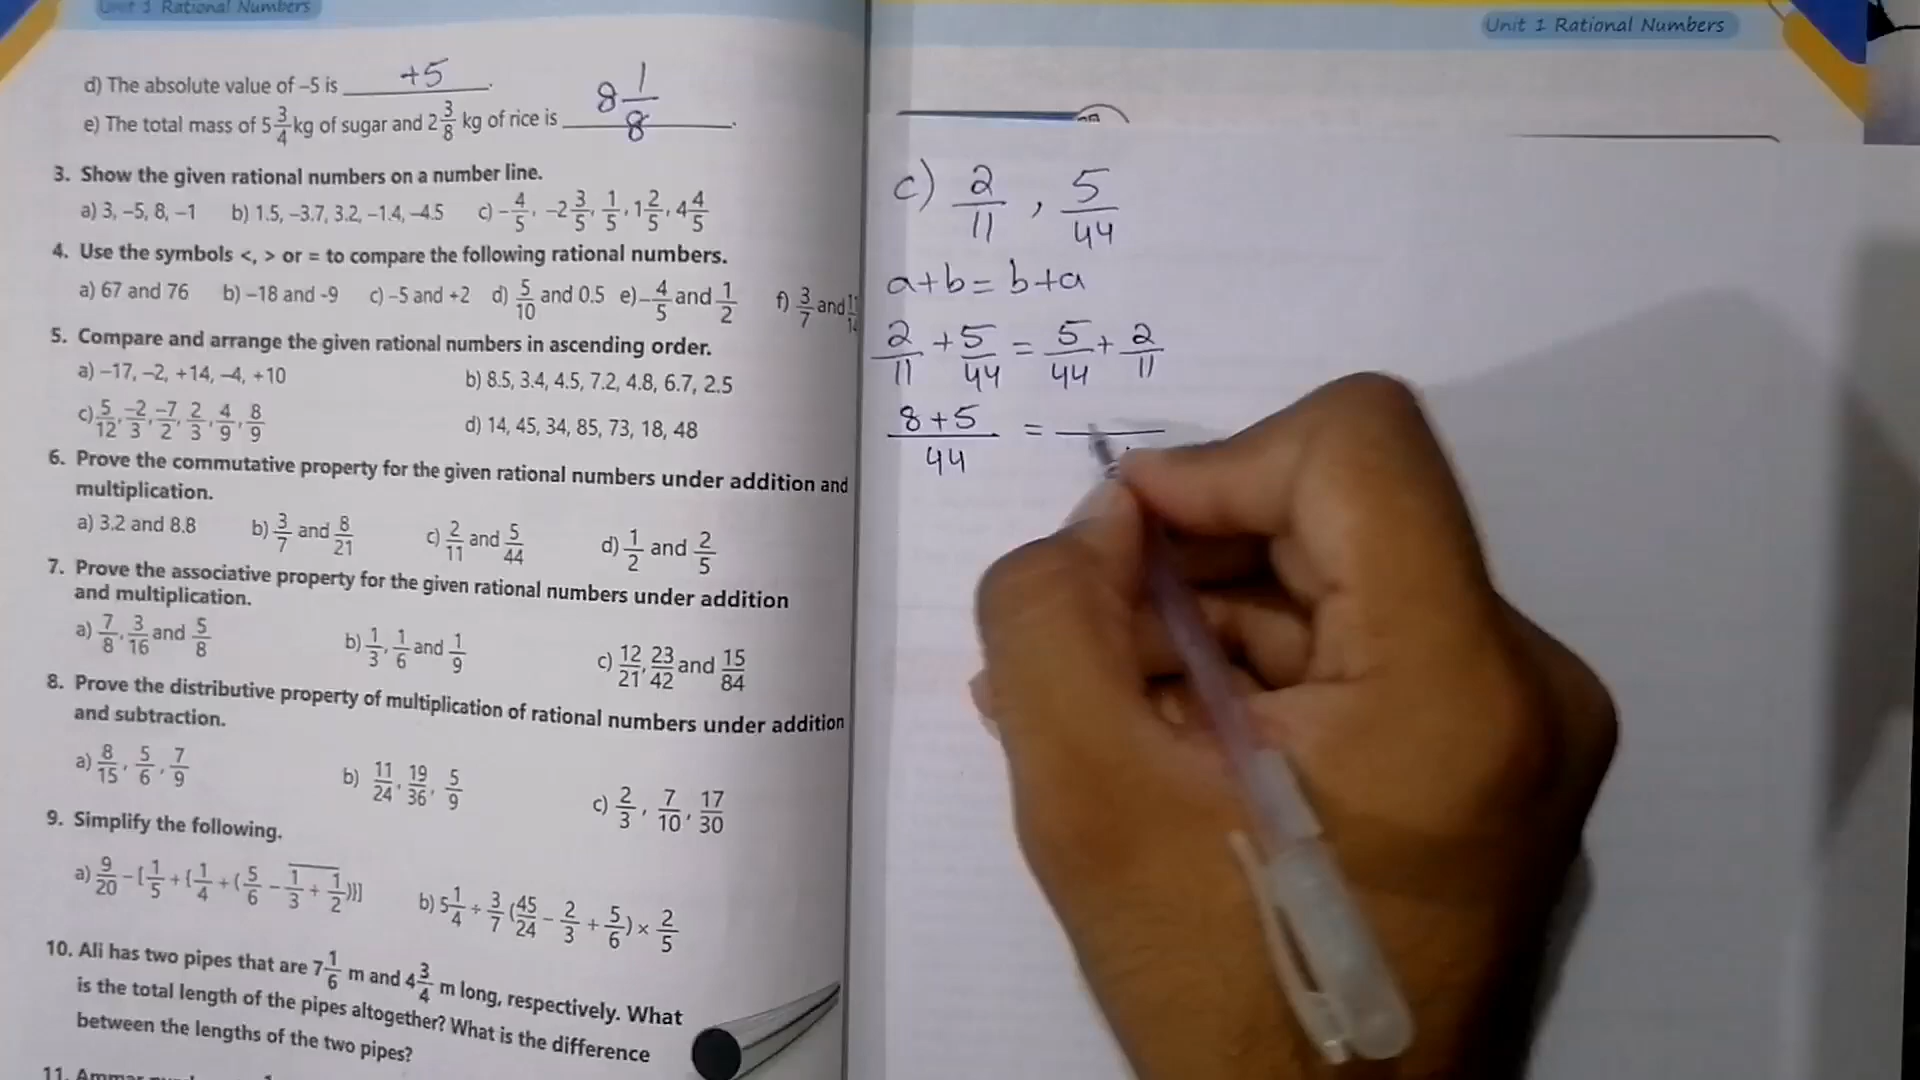 Unit 1 Rational Numbers
d) The absolute value of –5 is +5.
e) The total mass of 5 3/4 kg of sugar and 2 3/8 kg of rice is 8 1/8.
3. Show the given rational numbers on a number line.
a) 3, –5, 8, –1 b) 1.5, –3.7, 3.2, –1.4, –4.5 c) –4/5, –2 3/5, 1/5, 1 2/5, 4 4/5
4. Use the symbols <, > or = to compare the following rational numbers.
a) 67 and 76 b) –18 and -9 c) –5 and +2 d) 5/10 and 0.5 e) –4/5 and 1/2 f) 3/7 and
5. Compare and arrange the given rational numbers in ascending order.
a) –17, –2, +14, –4, +10 b) 8.5, 3.4, 4.5, 7.2, 4.8, 6.7, 2.5
c) 5/12, –2/3, –7/2, 2/3, 4/9, 8/9 d) 14, 45, 34, 85, 73, 18, 48
6. Prove the commutative property for the given rational numbers under addition and
multiplication.
a) 3.2 and 8.8 b) 3/7 and 8/21 c) 2/11 and 5/44 d) 1/2 and 2/5
7. Prove the associative property for the given rational numbers under addition
and multiplication.
a) 7/8, 3/16 and 5/8 b) 1/3, 1/6 and 1/9 c) 12/21, 23/42 and 15/84
8. Prove the distributive property of multiplication of rational numbers under addition
and subtraction.
a) 8/15, 5/6, 7/9 b) 11/24, 19/36, 5/9 c) 2/3, 7/10, 17/30
9. Simplify the following.
a) 9/20 – [1/5 + {1/4 + (5/6 – 1/3 + 1/2)}] b) 5 1/4 ÷ 3/7 (45/24 – 2/3 + 5/6) × 2/5
10. Ali has two pipes that are 7 1/6 m and 4 3/4 m long, respectively. What
is the total length of the pipes altogether? What is the difference
between the lengths of the two pipes?
11.
Unit 1 Rational Numbers
c) 2/11 , 5/44
a+b = b+a
2/11 + 5/44 = 5/44 + 2/11
8+5/44 =